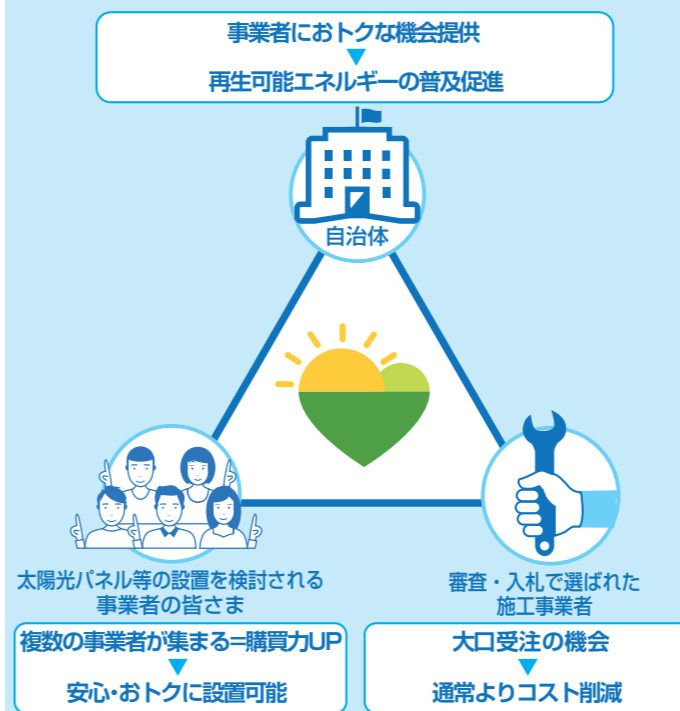 事業者におトクな機会提供
▼
再生可能エネルギーの普及促進
自治体
太陽光パネル等の設置を検討される
事業者の皆さま
複数の事業者が集まる=購買力UP
▼
安心・おトクに設置可能
審査・入札で選ばれた
施工事業者
大口受注の機会
▼
通常よりコスト削減